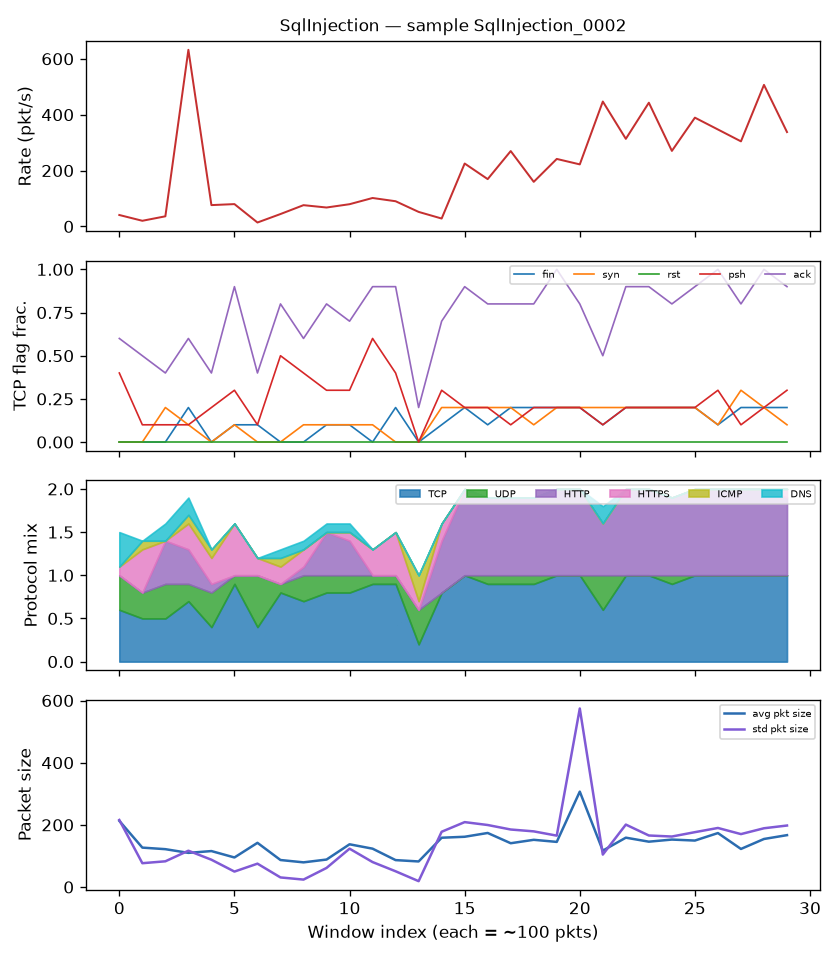 SqlInjection — sample SqlInjection_0002
Rate (pkt/s)
600
400
200
0
TCP flag frac.
1.00
0.75
0.50
0.25
0.00
fin syn rst psh ack
Protocol mix
2.0
1.5
1.0
0.5
0.0
TCP UDP HTTP HTTPS ICMP DNS
Packet size
600
400
200
0
avg pkt size
std pkt size
0 5 10 15 20 25 30
Window index (each = ~100 pkts)